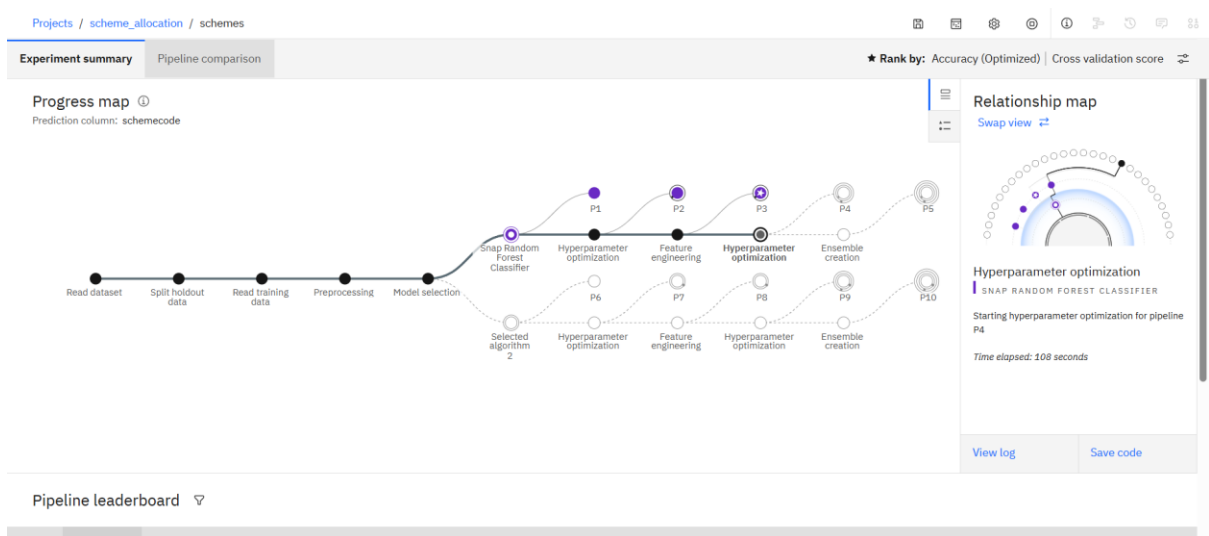 Projects / scheme_allocation / schemes
Experiment summary
Pipeline comparison
★ Rank by: Accuracy (Optimized) | Cross validation score
Progress map
Prediction column: schemecode
Read dataset
Split holdout
data
Read training
data
Preprocessing
Model selection
Snap Random
Forest
Classifier
Hyperparameter
optimization
Feature
engineering
Hyperparameter
optimization
Ensemble
creation
P1
P2
P3
P4
P5
Selected
algorithm
2
Hyperparameter
optimization
Feature
engineering
Hyperparameter
optimization
Ensemble
creation
P6
P7
P8
P9
P10
Relationship map
Swap view
Hyperparameter optimization
SNAP RANDOM FOREST CLASSIFIER
Starting hyperparameter optimization for pipeline
P4
Time elapsed: 108 seconds
View log
Save code
Pipeline leaderboard